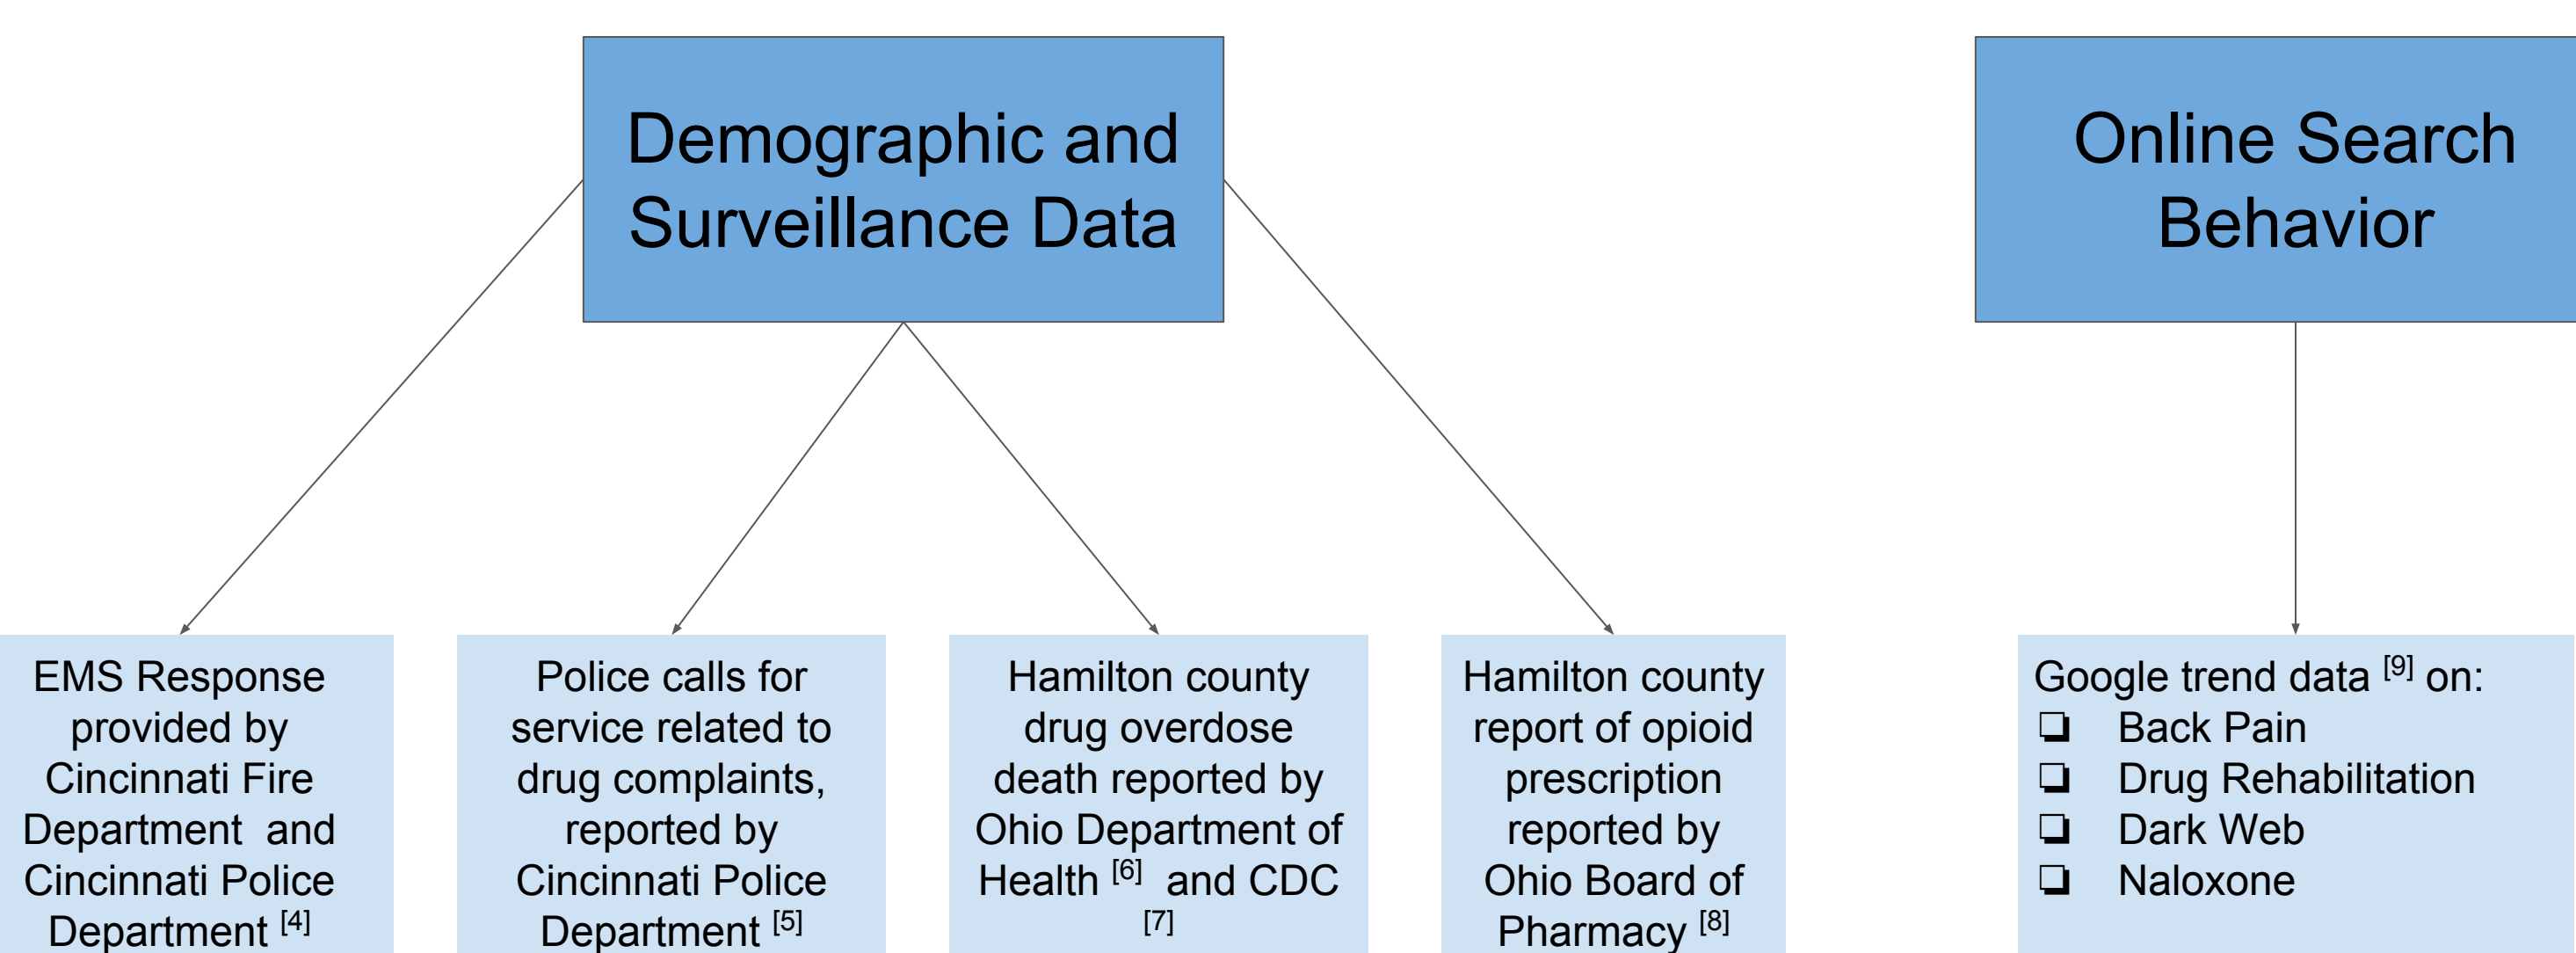 Demographic and
Surveillance Data
Online Search
Behavior
EMS Response
provided by
Cincinnati Fire
Department and
Cincinnati Police
Department [4]
Police calls for
service related to
drug complaints,
reported by
Cincinnati Police
Department [5]
Hamilton county
drug overdose
death reported by
Ohio Department of
Health [6] and CDC
[7]
Hamilton county
report of opioid
prescription
reported by
Ohio Board of
Pharmacy [8]
Google trend data [9] on:
❏ Back Pain
❏ Drug Rehabilitation
❏ Dark Web
❏ Naloxone